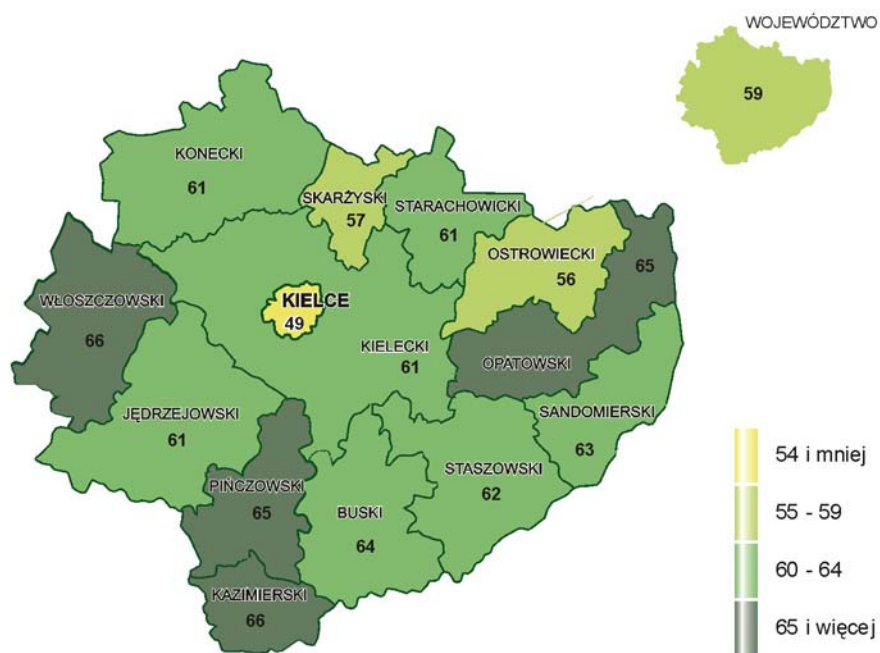 WOJEWÓDZTWO
59
KONECKI
61
SKARŻYSKI
57
STARACHOWICKI
61
OSTROWIECKI
56
65
WŁOSZCZOWSKI
66
KIELCE
49
KIELECKI
61
OPATOWSKI
JĘDRZEJOWSKI
61
SANDOMIERSKI
63
PIŃCZOWSKI
65
BUSKI
64
STASZOWSKI
62
KAZIMIERSKI
66
54 i mniej
55 - 59
60 - 64
65 i więcej